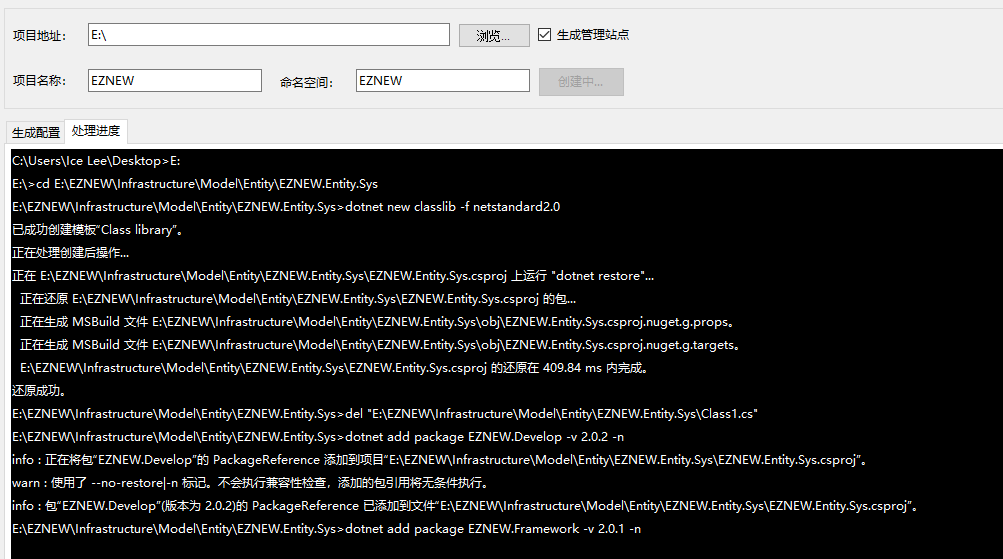 项目地址： E:\ 浏览... 生成管理站点
项目名称： EZNEW 命名空间： EZNEW 创建中...
生成配置 处理进度
C:\Users\Ice Lee\Desktop>E:
E:\>cd E:\EZNEW\Infrastructure\Model\Entity\EZNEW.Entity.Sys
E:\EZNEW\Infrastructure\Model\Entity\EZNEW.Entity.Sys>dotnet new classlib -f netstandard2.0
已成功创建模板“Class library”。
正在处理创建后操作...
正在 E:\EZNEW\Infrastructure\Model\Entity\EZNEW.Entity.Sys\EZNEW.Entity.Sys.csproj 上运行 "dotnet restore"...
正在还原 E:\EZNEW\Infrastructure\Model\Entity\EZNEW.Entity.Sys\EZNEW.Entity.Sys.csproj 的包...
正在生成 MSBuild 文件 E:\EZNEW\Infrastructure\Model\Entity\EZNEW.Entity.Sys\obj\EZNEW.Entity.Sys.csproj.nuget.g.props。
正在生成 MSBuild 文件 E:\EZNEW\Infrastructure\Model\Entity\EZNEW.Entity.Sys\obj\EZNEW.Entity.Sys.csproj.nuget.g.targets。
E:\EZNEW\Infrastructure\Model\Entity\EZNEW.Entity.Sys\EZNEW.Entity.Sys.csproj 的还原在 409.84 ms 内完成。
还原成功。
E:\EZNEW\Infrastructure\Model\Entity\EZNEW.Entity.Sys>del "E:\EZNEW\Infrastructure\Model\Entity\EZNEW.Entity.Sys\Class1.cs"
E:\EZNEW\Infrastructure\Model\Entity\EZNEW.Entity.Sys>dotnet add package EZNEW.Develop -v 2.0.2 -n
info : 正在将包“EZNEW.Develop”的 PackageReference 添加到项目“E:\EZNEW\Infrastructure\Model\Entity\EZNEW.Entity.Sys\EZNEW.Entity.Sys.csproj”。
warn : 使用了 --no-restore|-n 标记。不会执行兼容性检查，添加的包引用将无条件执行。
info : 包“EZNEW.Develop”(版本为 2.0.2)的 PackageReference 已添加到文件“E:\EZNEW\Infrastructure\Model\Entity\EZNEW.Entity.Sys\EZNEW.Entity.Sys.csproj”。
E:\EZNEW\Infrastructure\Model\Entity\EZNEW.Entity.Sys>dotnet add package EZNEW.Framework -v 2.0.1 -n